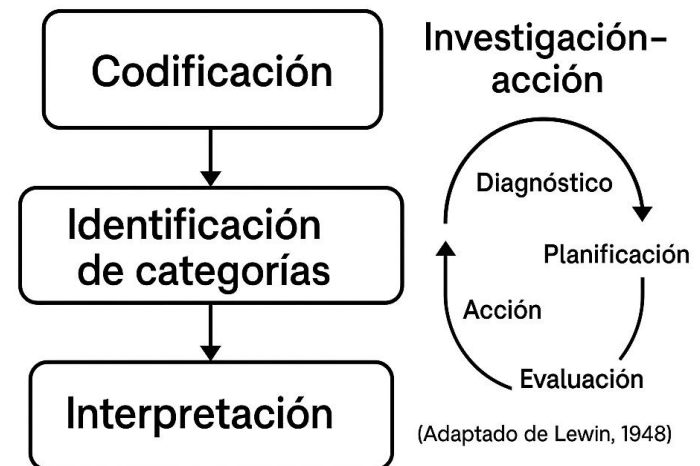 Codificación
Identificación
de categorías
Interpretación
Investigación–
acción
Diagnóstico
Planificación
Acción
Evaluación
(Adaptado de Lewin, 1948)